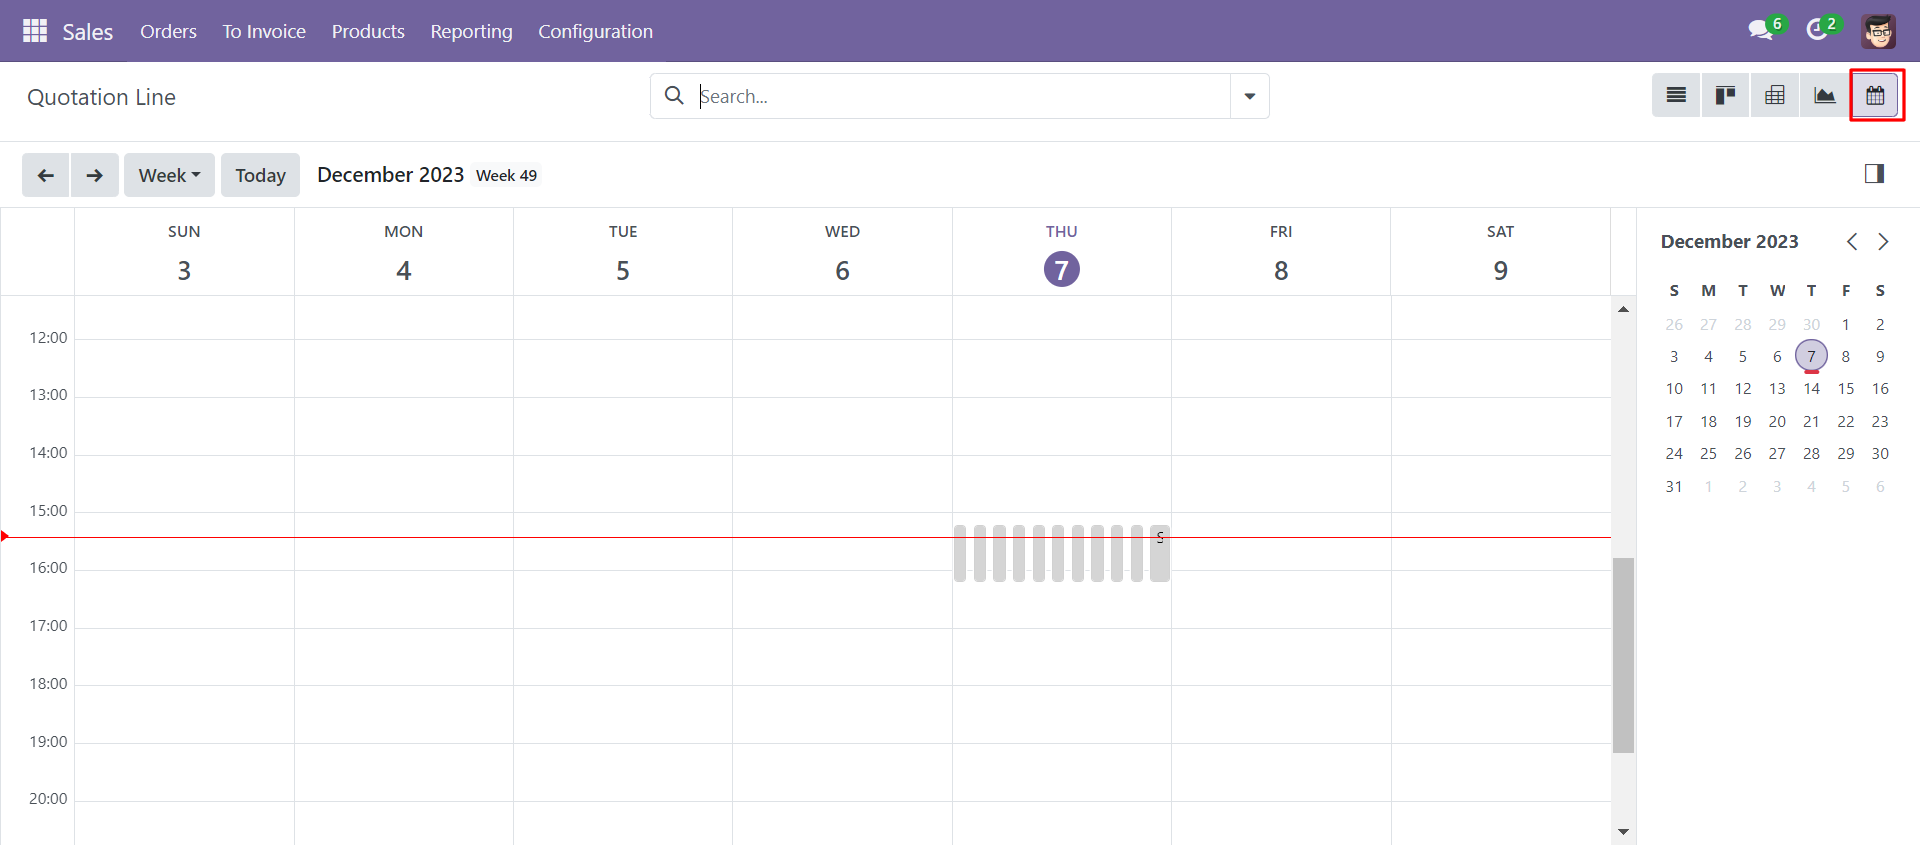 Sales Orders To Invoice Products Reporting Configuration 6 2
Quotation Line Search...
Week Today December 2023 Week 49
SUN MON TUE WED THU FRI SAT
3 4 5 6 7 8 9
12:00
13:00
14:00
15:00
S
16:00
17:00
18:00
19:00
20:00
December 2023
S M T W T F S
26 27 28 29 30 1 2
3 4 5 6 7 8 9
10 11 12 13 14 15 16
17 18 19 20 21 22 23
24 25 26 27 28 29 30
31 1 2 3 4 5 6